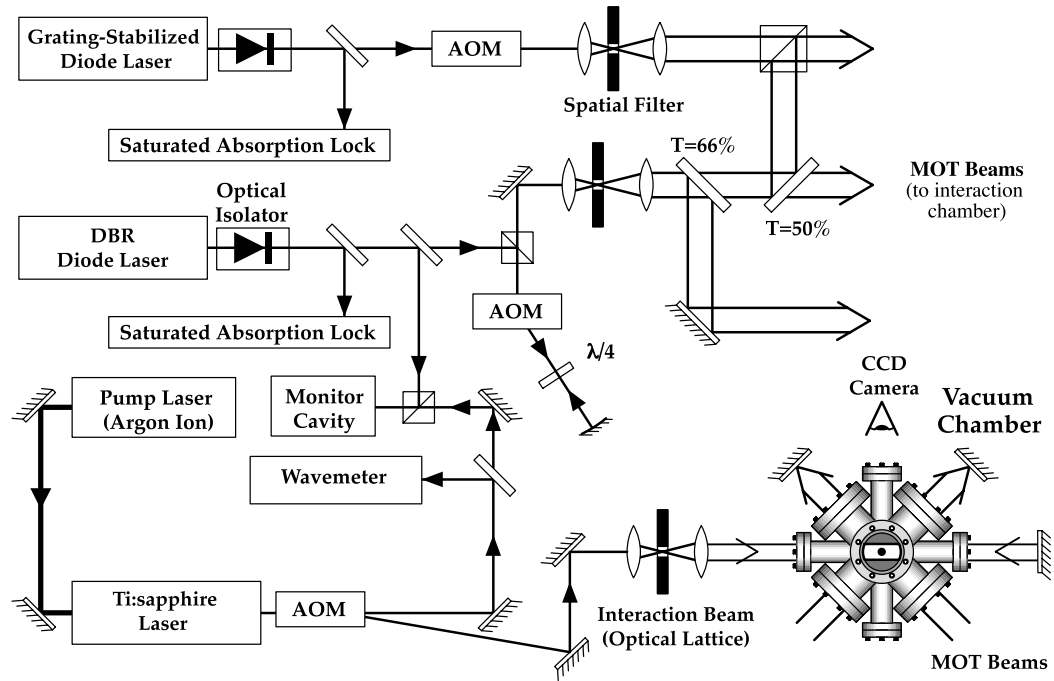 Grating-Stabilized
Diode Laser
AOM
Spatial Filter
Saturated Absorption Lock
T=66%
Optical
Isolator
MOT Beams
(to interaction
chamber)
DBR
Diode Laser
T=50%
AOM
Saturated Absorption Lock
λ/4
CCD
Camera
Vacuum
Chamber
Pump Laser
(Argon Ion)
Monitor
Cavity
Wavemeter
Ti:sapphire
Laser
AOM
Interaction Beam
(Optical Lattice)
MOT Beams